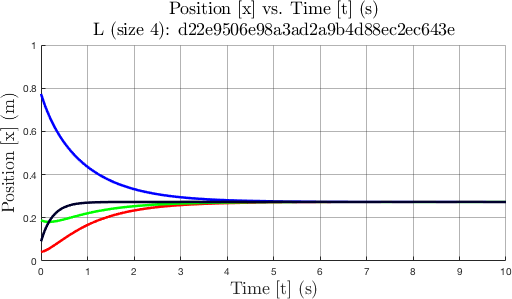 Position [x] vs. Time [t] (s)
L (size 4): d22e9506e98a3ad2a9b4d88ec2ec643e
Position [x] (m)
1
0.8
0.6
0.4
0.2
0
0 1 2 3 4 5 6 7 8 9 10
Time [t] (s)